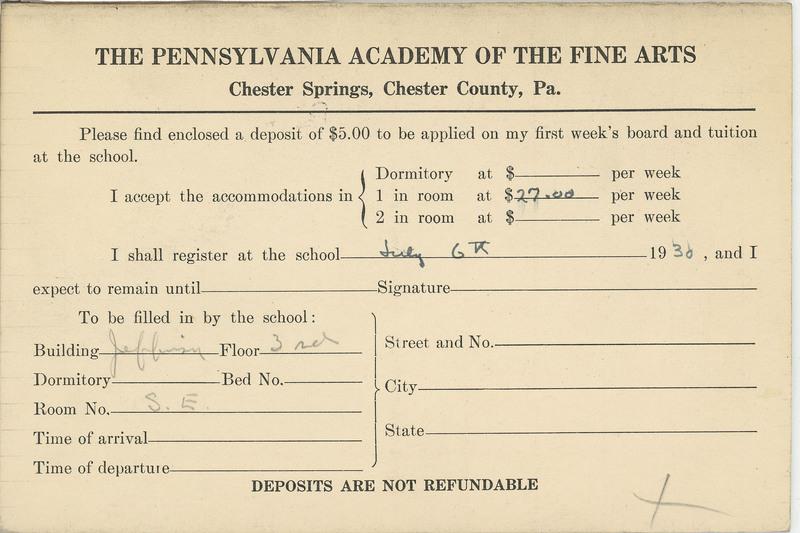 THE PENNSYLVANIA ACADEMY OF THE FINE ARTS
Chester Springs, Chester County, Pa.
Please find enclosed a deposit of $5.00 to be applied on my first week's board and tuition
at the school.
I accept the accommodations in
Dormitory at $ per week
1 in room at $27.00 per week
2 in room at $ per week
I shall register at the school July 6th 193 , and I
expect to remain until Signature
To be filled in by the school:
Building Floor 3rd
Dormitory Bed No.
Room No. S. E.
Time of arrival
Time of departure
Street and No.
City
State
DEPOSITS ARE NOT REFUNDABLE